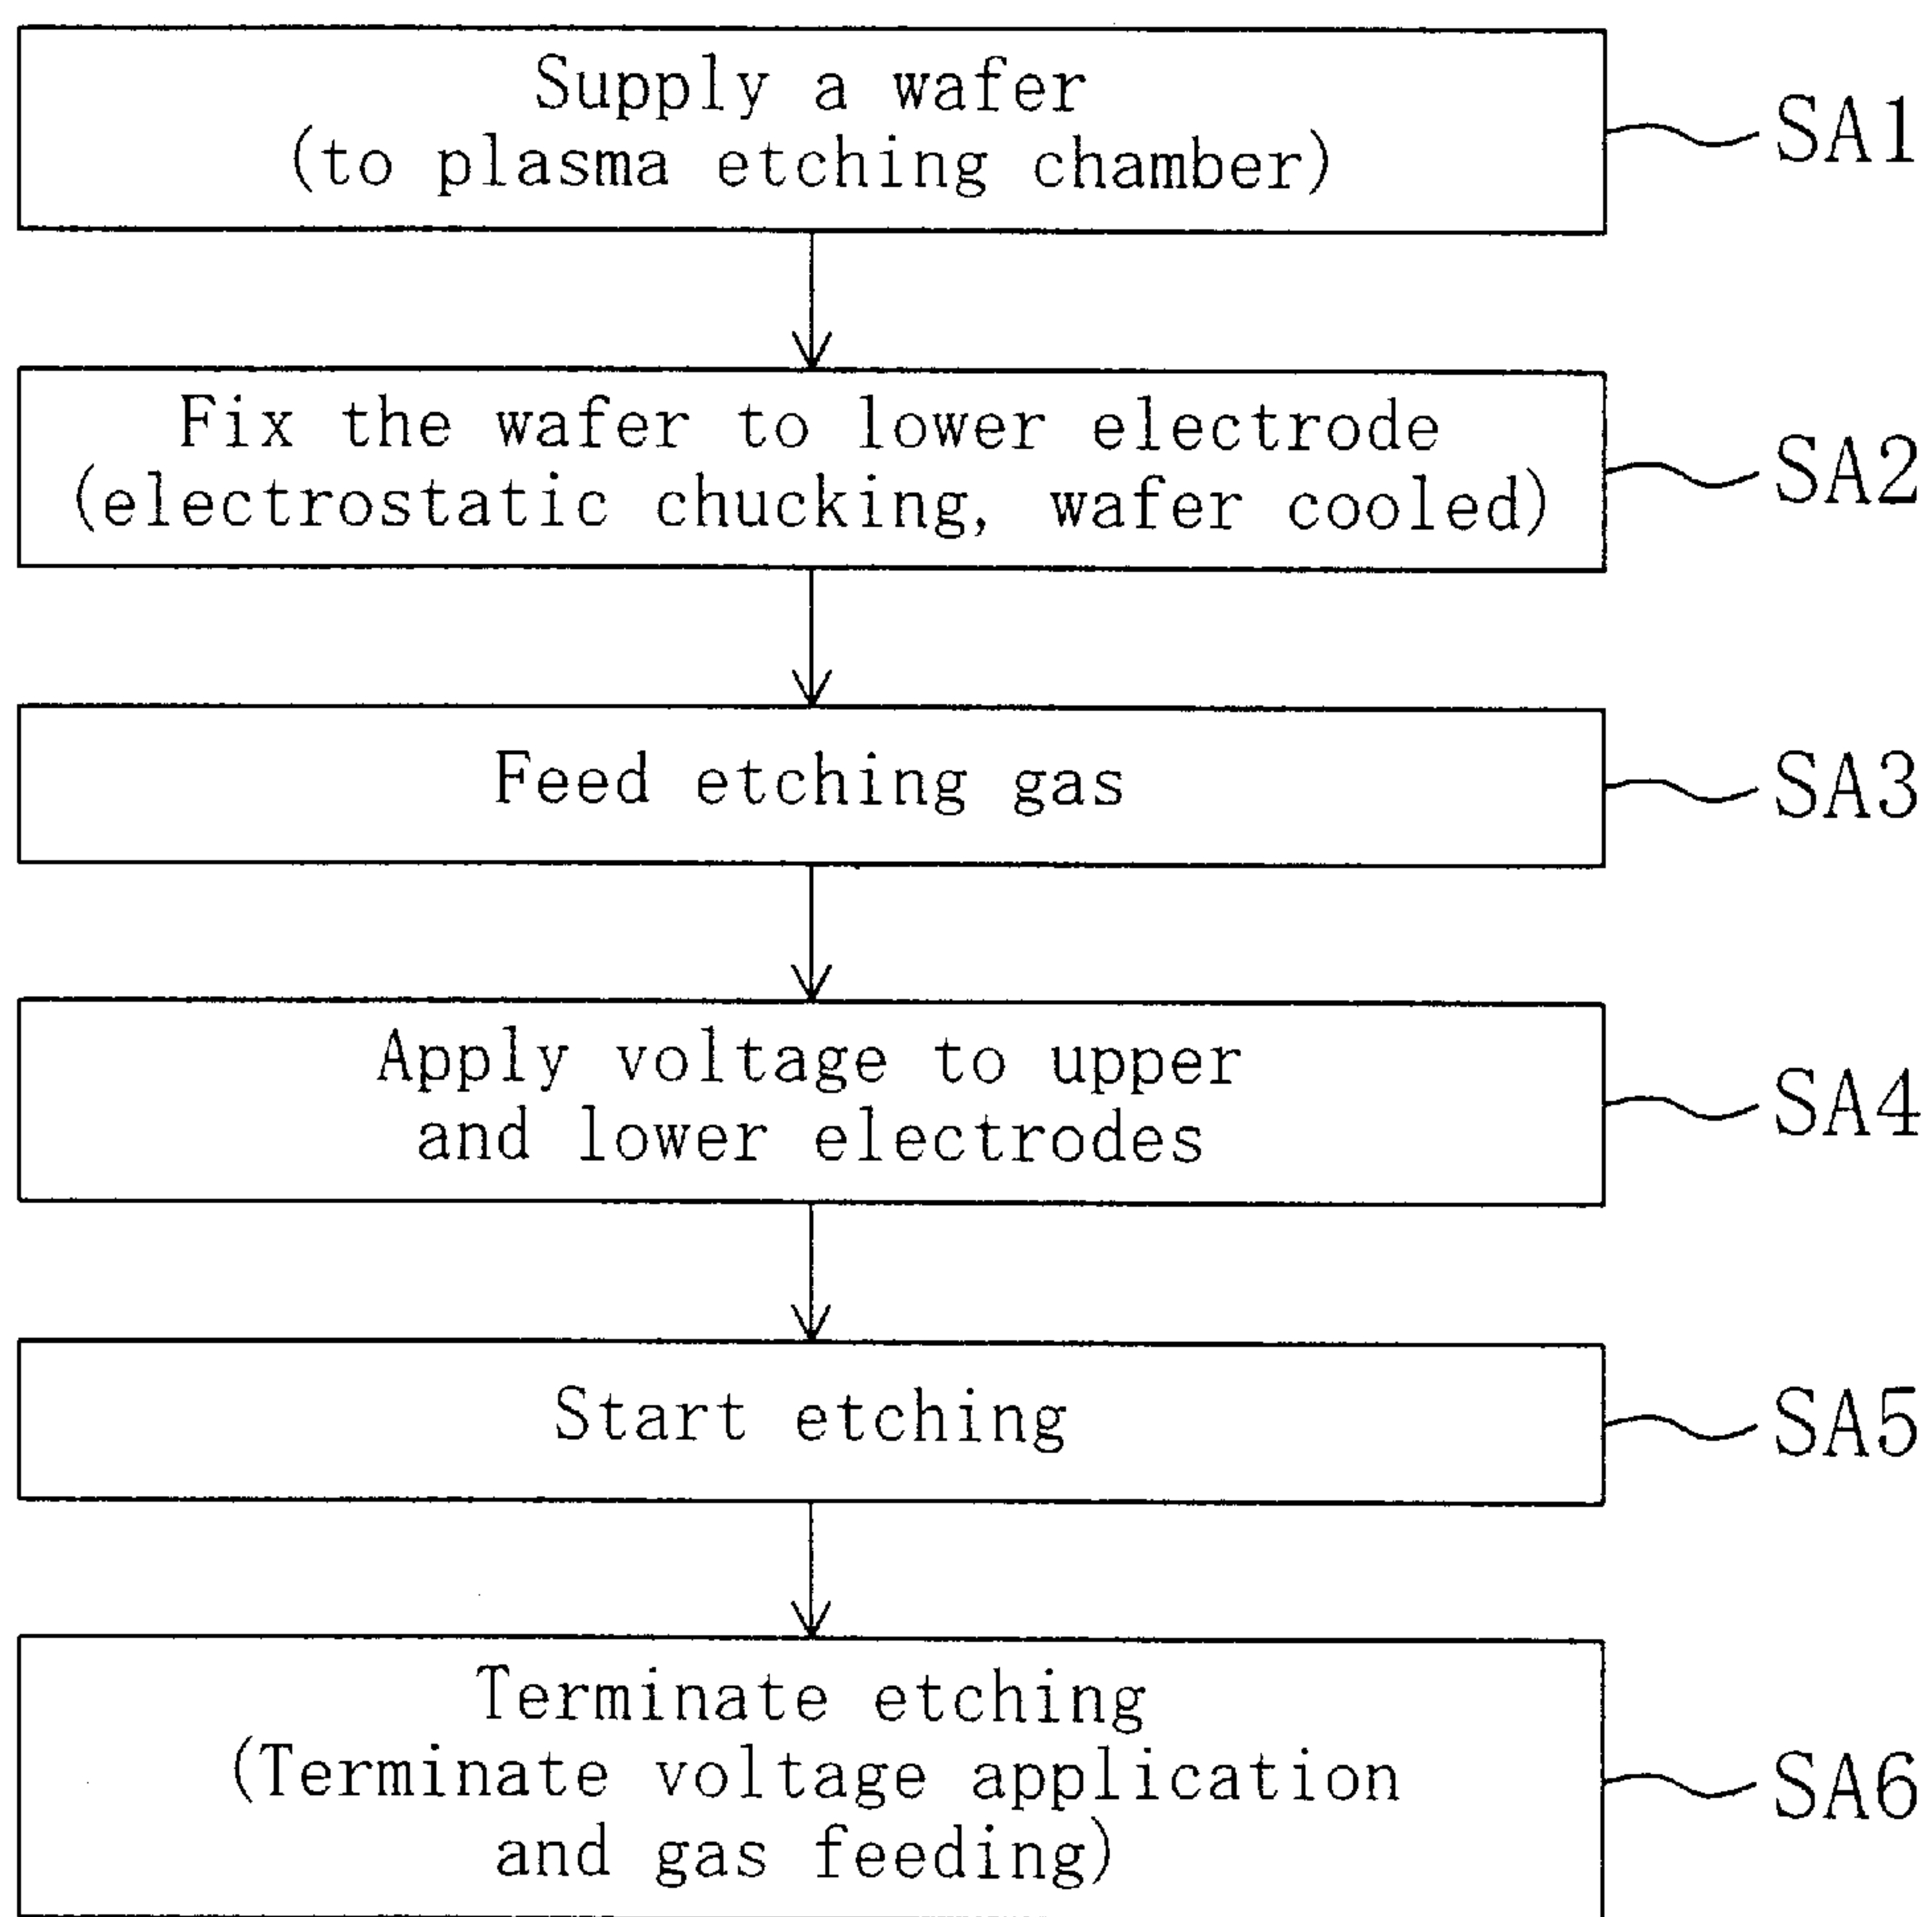 Supply a wafer
(to plasma etching chamber)
SA1
Fix the wafer to lower electrode
(electrostatic chucking, wafer cooled)
SA2
Feed etching gas
SA3
Apply voltage to upper
and lower electrodes
SA4
Start etching
SA5
Terminate etching
(Terminate voltage application
and gas feeding)
SA6